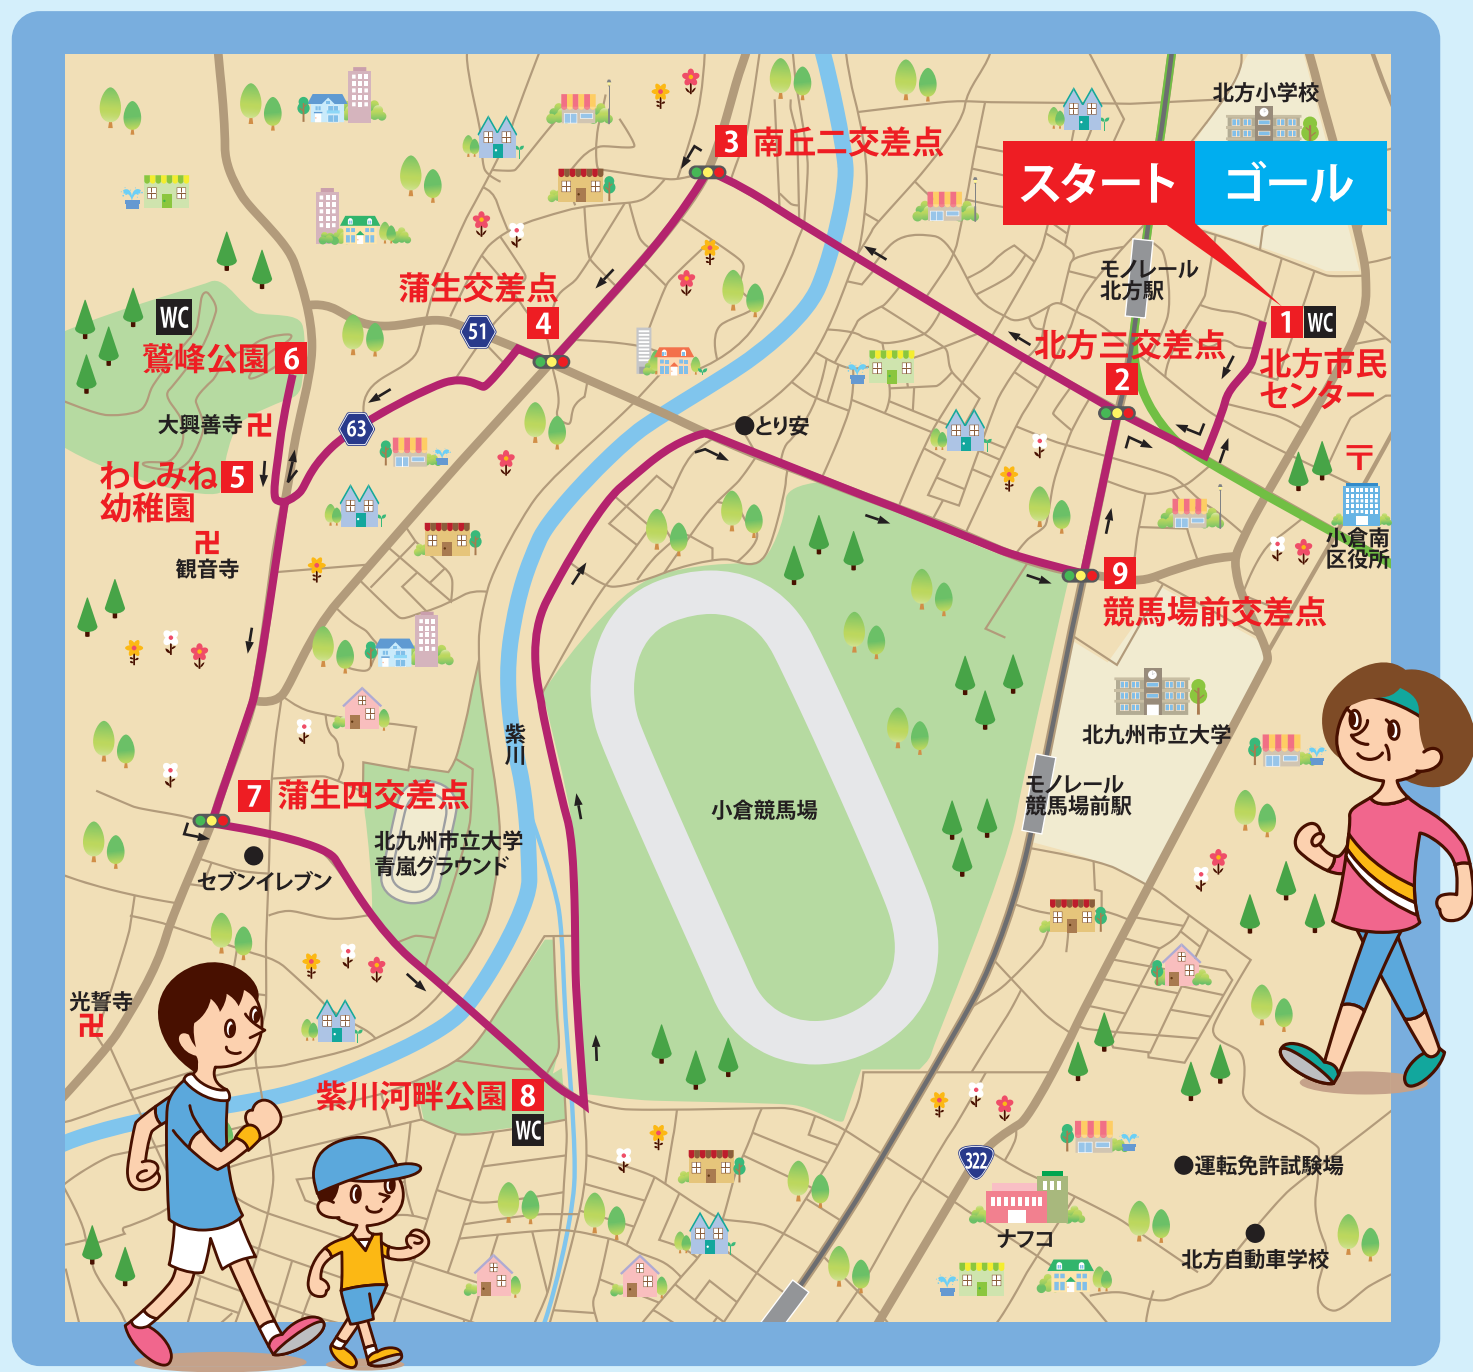 北方小学校
スタート
ゴール
3 南丘二交差点
モノレール
北方駅
蒲生交差点
4
51
WC
鷲峰公園 6
1 WC
北方市民
センター
北方三交差点
2
大興善寺
63
とり安
わしみね 5
幼稚園
〒
小倉南
区役所
観音寺
9
競馬場前交差点
紫川
北九州市立大学
モノレール
競馬場前駅
小倉競馬場
7 蒲生四交差点
北九州市立大学
青嵐グラウンド
セブンイレブン
光誓寺
紫川河畔公園 8
WC
322
運転免許試験場
ナフコ
北方自動車学校